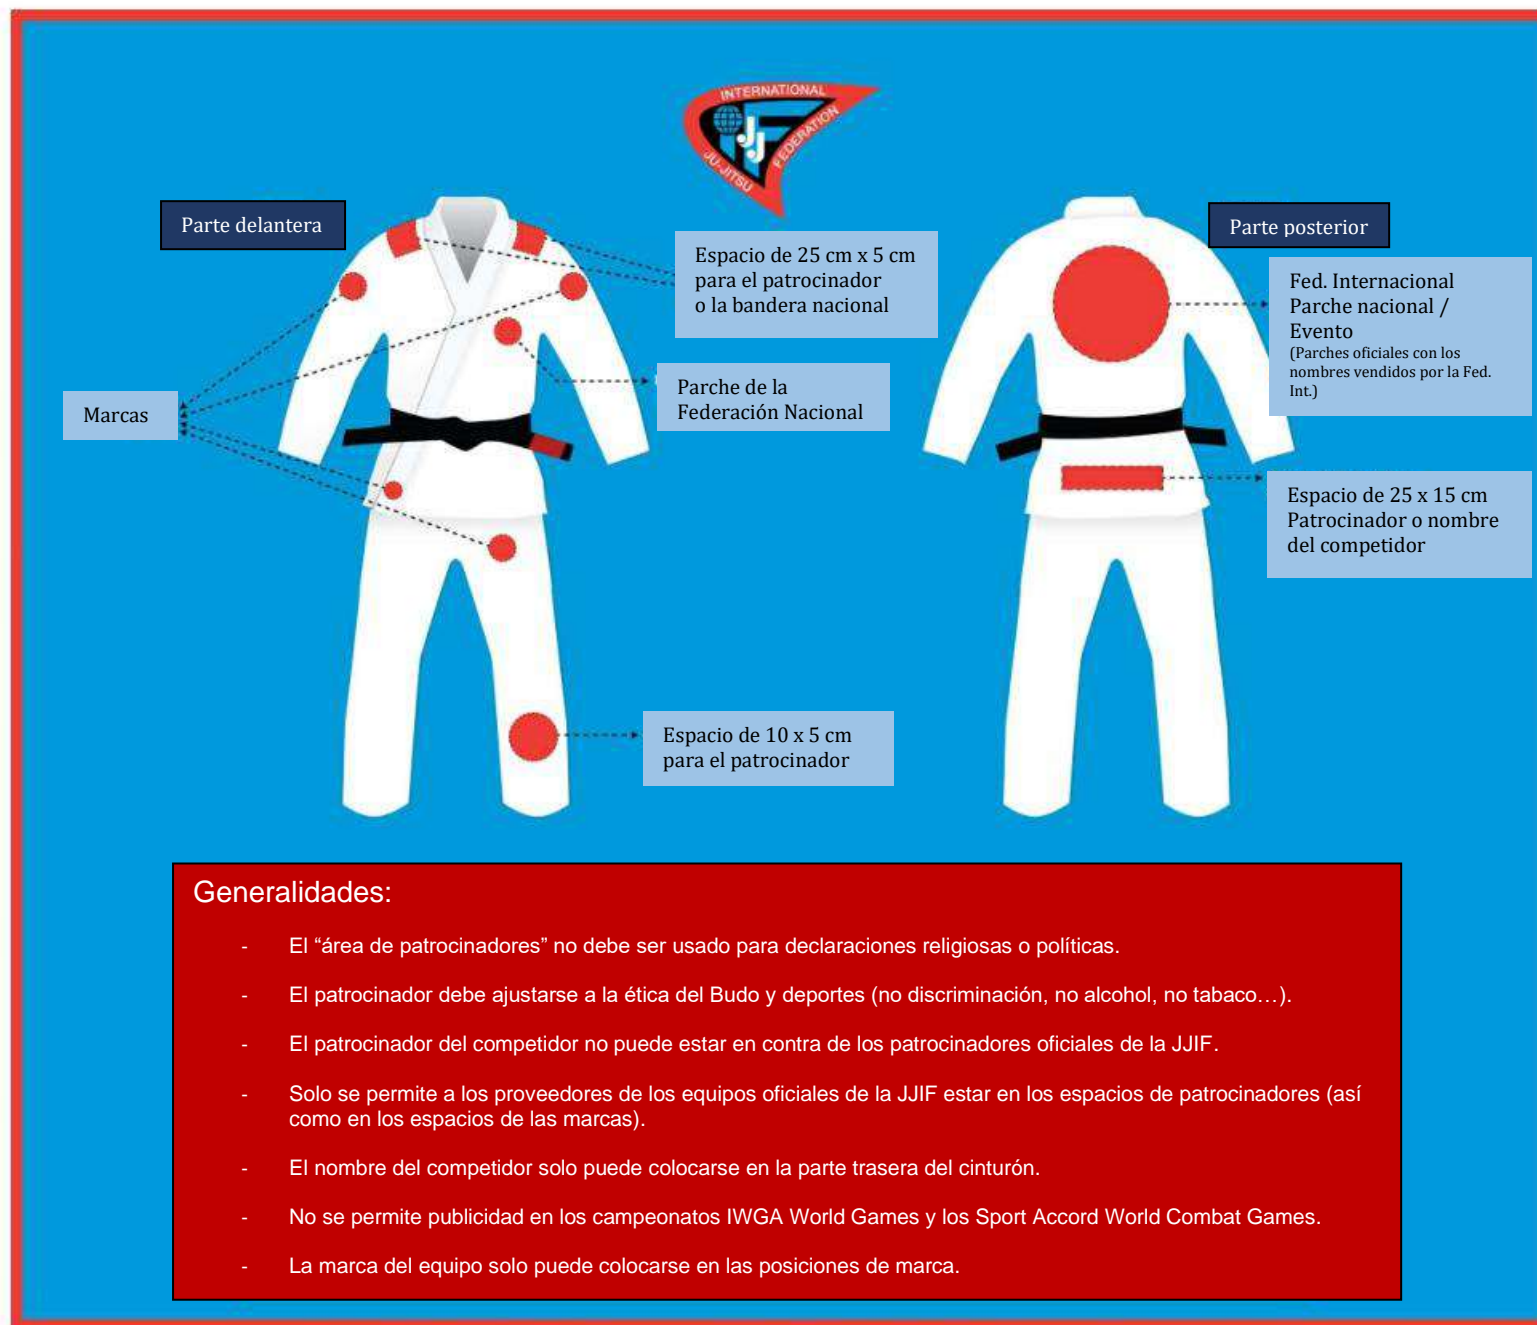 INTERNATIONAL
JU-JITSU
FEDERATION
JJIF
Parte delantera
Parte posterior
Espacio de 25 cm x 5 cm
para el patrocinador
o la bandera nacional
Fed. Internacional
Parche nacional /
Evento
(Parches oficiales con los
nombres vendidos por la Fed.
Int.)
Parche de la
Federación Nacional
Marcas
Espacio de 25 x 15 cm
Patrocinador o nombre
del competidor
Espacio de 10 x 5 cm
para el patrocinador
Generalidades:
- El “área de patrocinadores” no debe ser usado para declaraciones religiosas o políticas.
- El patrocinador debe ajustarse a la ética del Budo y deportes (no discriminación, no alcohol, no tabaco…).
- El patrocinador del competidor no puede estar en contra de los patrocinadores oficiales de la JJIF.
- Solo se permite a los proveedores de los equipos oficiales de la JJIF estar en los espacios de patrocinadores (así
como en los espacios de las marcas).
- El nombre del competidor solo puede colocarse en la parte trasera del cinturón.
- No se permite publicidad en los campeonatos IWGA World Games y los Sport Accord World Combat Games.
- La marca del equipo solo puede colocarse en las posiciones de marca.